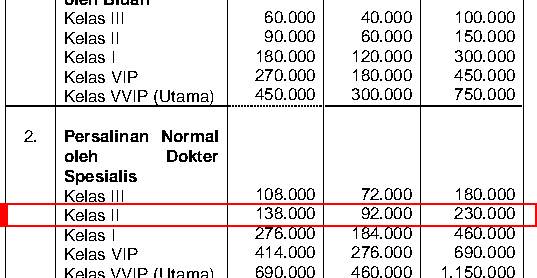 oleh Bidan
Kelas III 60.000 40.000 100.000
Kelas II 90.000 60.000 150.000
Kelas I 180.000 120.000 300.000
Kelas VIP 270.000 180.000 450.000
Kelas VVIP (Utama) 450.000 300.000 750.000
2. Persalinan Normal
oleh Dokter
Spesialis
Kelas III 108.000 72.000 180.000
Kelas II 138.000 92.000 230.000
Kelas I 276.000 184.000 460.000
Kelas VIP 414.000 276.000 690.000
Kelas VVIP (Utama) 690.000 460.000 1.150.000